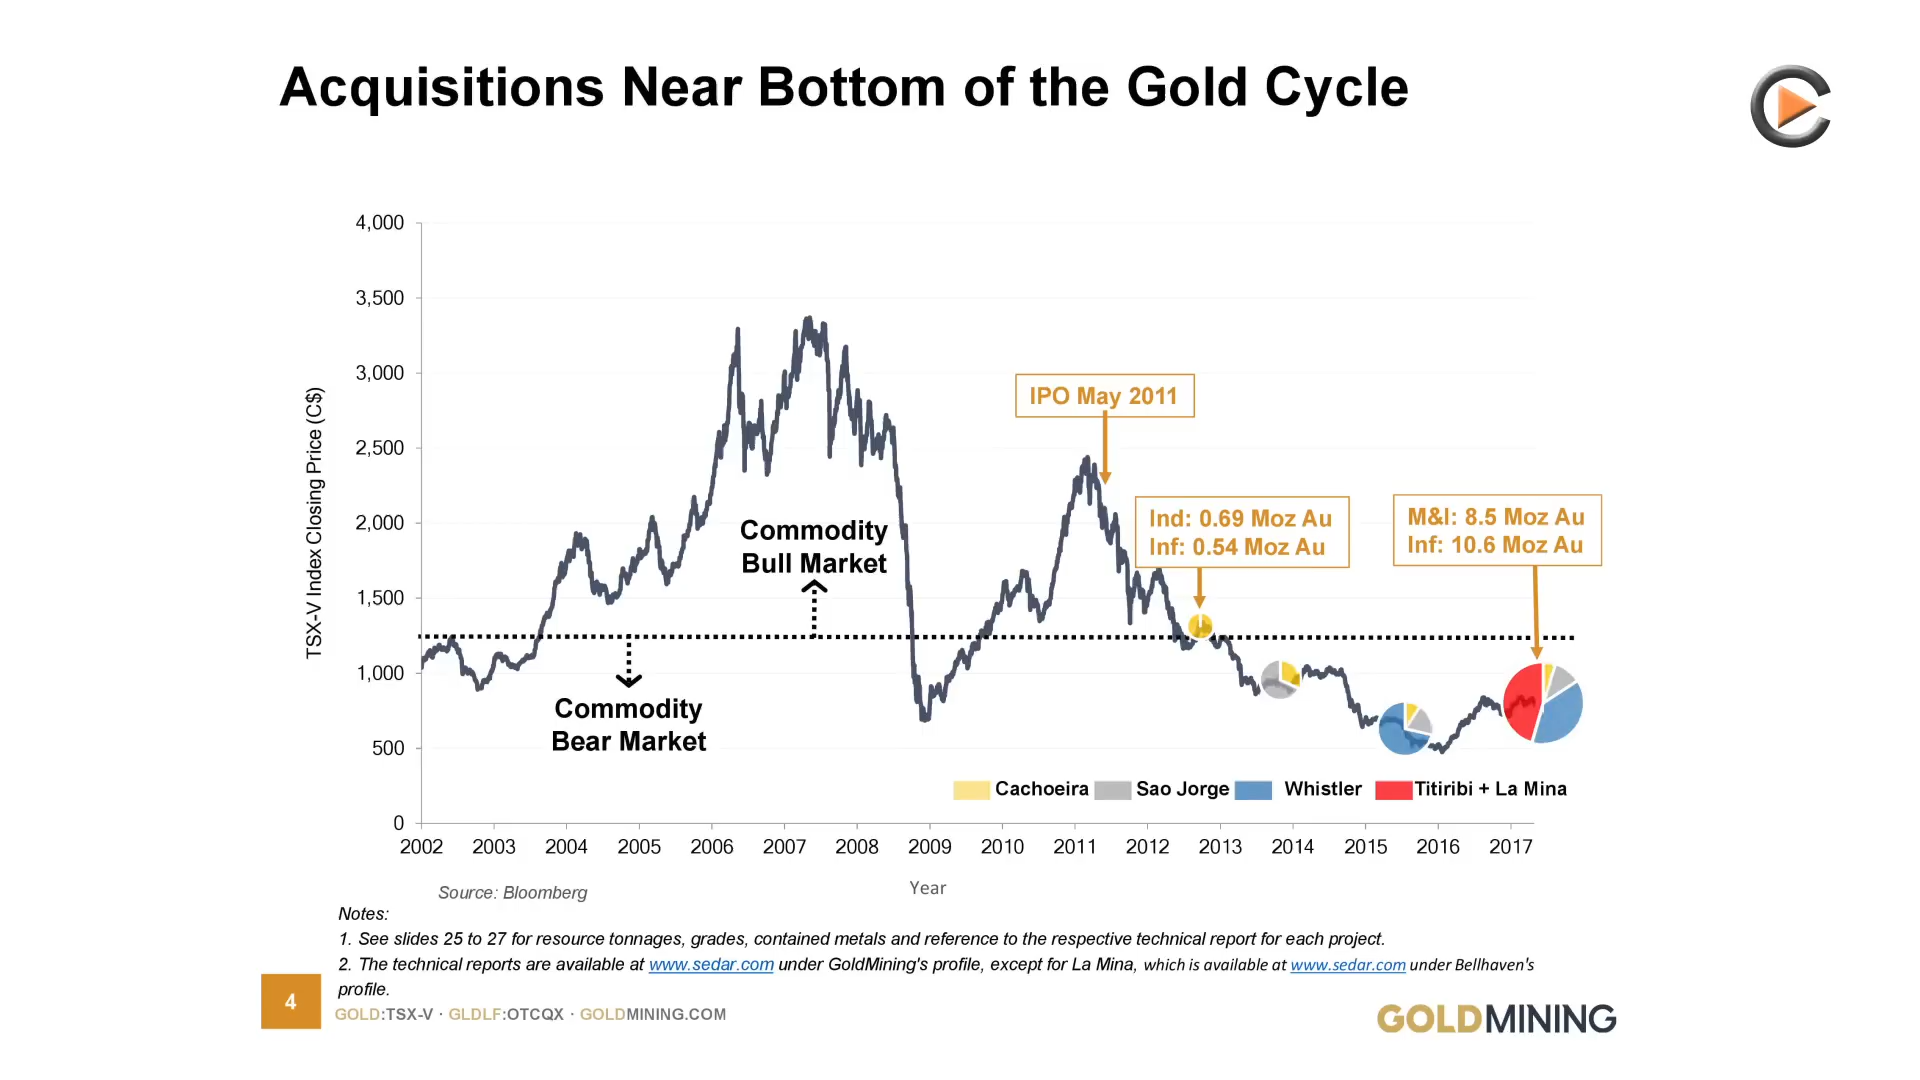 Acquisitions Near Bottom of the Gold Cycle
4,000
3,500
3,000
2,500
2,000
1,500
1,000
500
0
TSX-V Index Closing Price (C$)
IPO May 2011
Ind: 0.69 Moz Au
Inf: 0.54 Moz Au
M&I: 8.5 Moz Au
Inf: 10.6 Moz Au
Commodity
Bull Market
Commodity
Bear Market
Cachoeira Sao Jorge Whistler Titiribi + La Mina
2002 2003 2004 2005 2006 2007 2008 2009 2010 2011 2012 2013 2014 2015 2016 2017
Year
Source: Bloomberg
Notes:
1. See slides 25 to 27 for resource tonnages, grades, contained metals and reference to the respective technical report for each project.
2. The technical reports are available at www.sedar.com under GoldMining's profile, except for La Mina, which is available at www.sedar.com under Bellhaven's
profile.
4
GOLD:TSX-V · GLDLF:OTCQX · GOLDMINING.COM
GOLDMINING